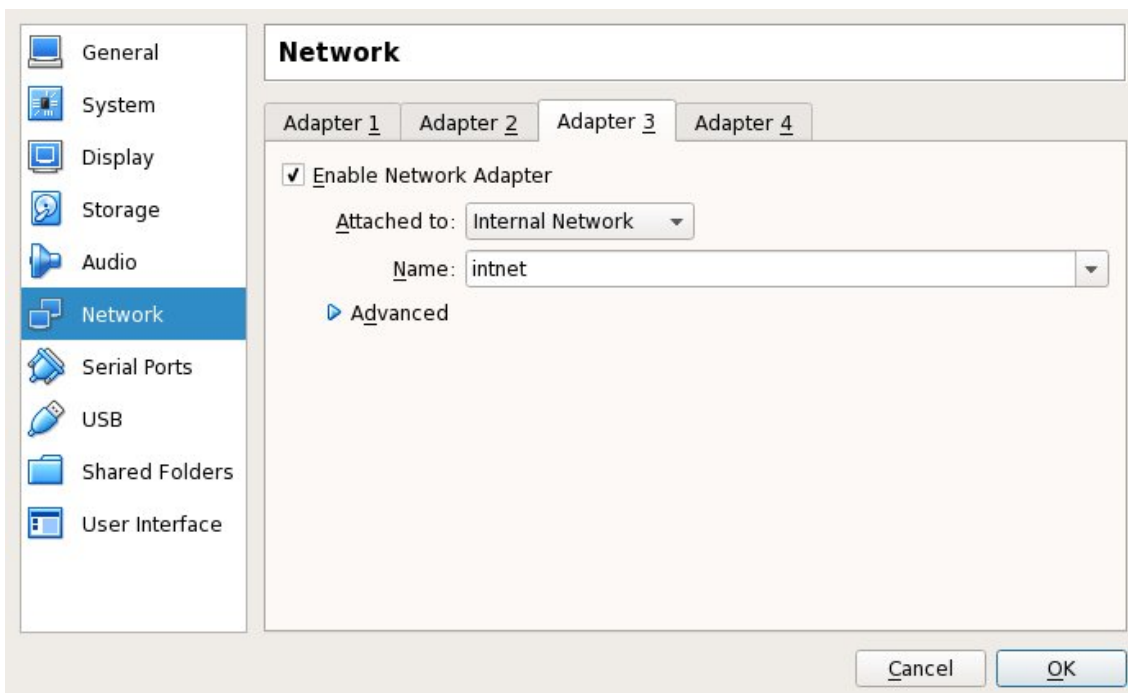 General
System
Display
Storage
Audio
Network
Serial Ports
USB
Shared Folders
User Interface
Network
Adapter 1 Adapter 2 Adapter 3 Adapter 4
Enable Network Adapter
Attached to: Internal Network
Name: intnet
Advanced
Cancel OK